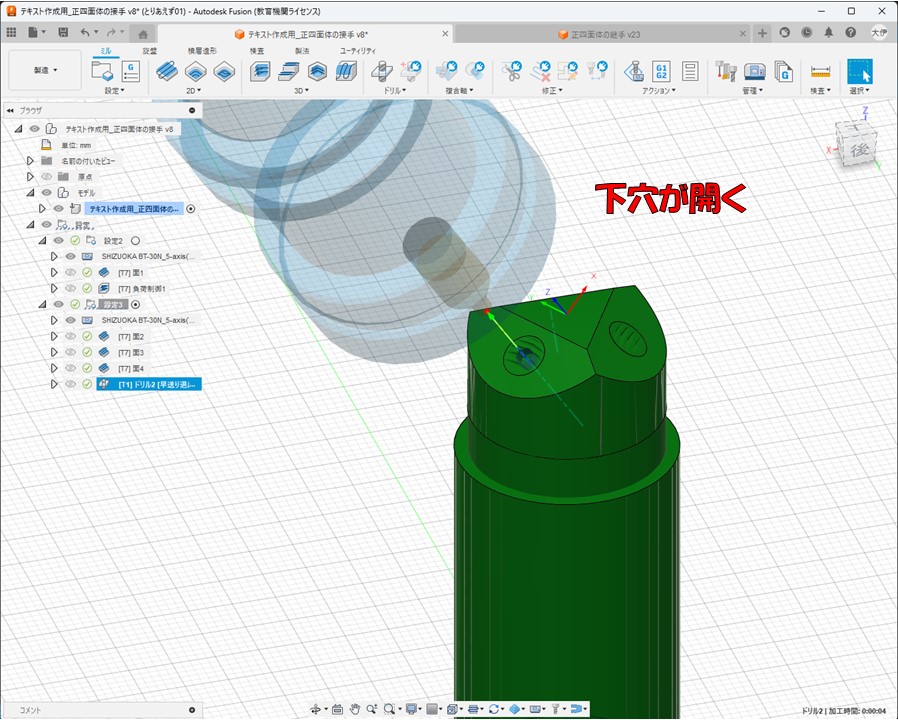 テキスト作成用_正四面体の接手 v8* (とりあえず01) - Autodesk Fusion (教育機関ライセンス)
テキスト作成用_正四面体の接手 v8*
正四面体の継手 v23
大伊
ミル 旋盤 積層造形 検査 製法 ユーティリティ
製造
設定 2D 3D ドリル 複合軸 修正 アクション 管理 検査 選択
G1
G2
ブラウザ
テキスト作成用_正四面体の接手 v8
単位: mm
名前の付いたビュー
原点
モデル
テキスト作成用_正四面体の...
設定
設定2
SHIZUOKA BT-30N_5-axis(...
[T7] 面1
[T7] 負荷制御1
設定3
SHIZUOKA BT-30N_5-axis(...
[T7] 面2
[T7] 面3
[T7] 面4
[T1] ドリル2 [早送り退...
下穴が開く
Z
X
Y
後
Z
X
コメント
ドリル2 | 加工時間: 0:00:04